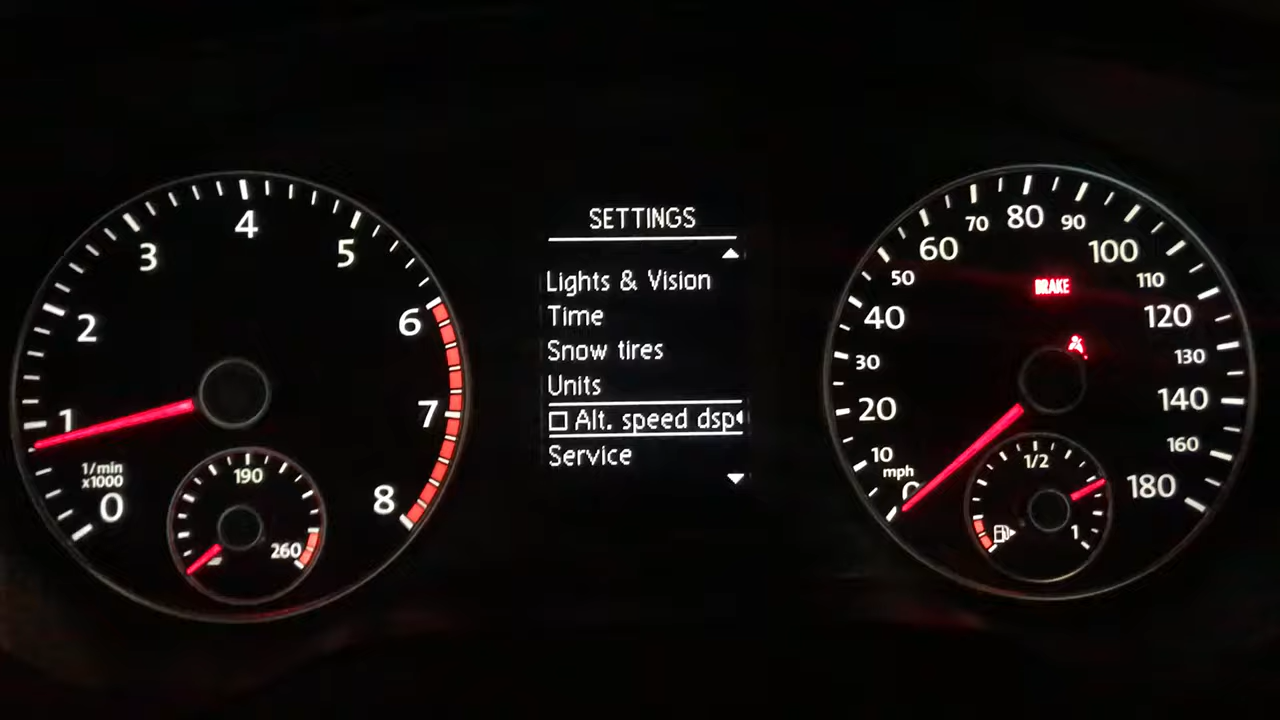 4
3
5
2
6
1
7
1/min
x1000
0
8
190
260
SETTINGS
Lights & Vision
Time
Snow tires
Units
Alt. speed dsp
Service
80
70
90
60
100
50
110
BRAKE
40
120
30
130
20
140
10
160
mph
0
180
1/2
1